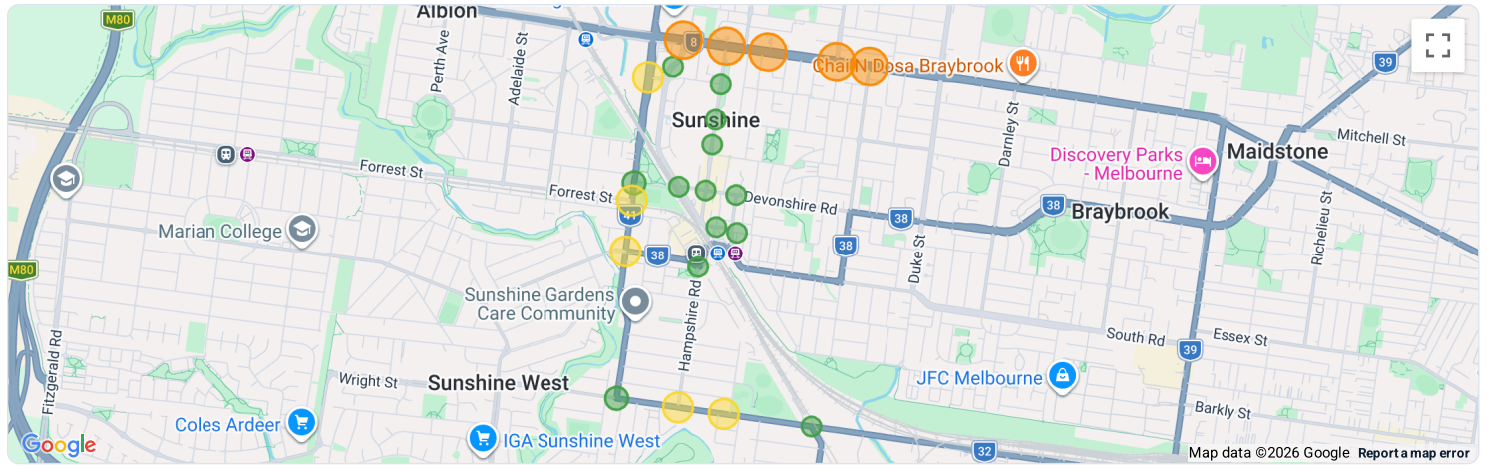 M80
Albion
8
39
Chai N Dosa Braybrook
Perth Ave
Adelaide St
Sunshine
Darnley St
Mitchell St
Maidstone
Discovery Parks
- Melbourne
Forrest St
Forrest St
Devonshire Rd
38
38
Braybrook
41
Marian College
38
38
Duke St
Richelieu St
M80
Sunshine Gardens
Care Community
Hampshire Rd
South Rd
Essex St
39
Fitzgerald Rd
Wright St
Sunshine West
JFC Melbourne
Barkly St
Coles Ardeer
IGA Sunshine West
32
Google
Map data ©2026 Google
Report a map error